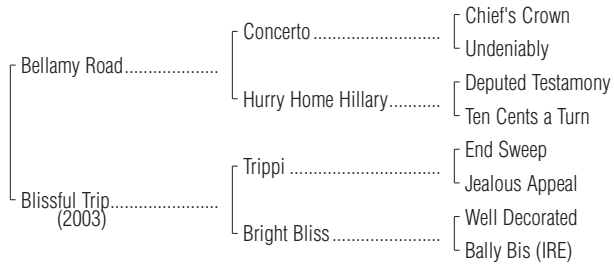 Chief's Crown
Concerto
Undeniably
Bellamy Road
Deputed Testamony
Hurry Home Hillary
Ten Cents a Turn
End Sweep
Trippi
Jealous Appeal
Blissful Trip
(2003)
Well Decorated
Bright Bliss
Bally Bis (IRE)